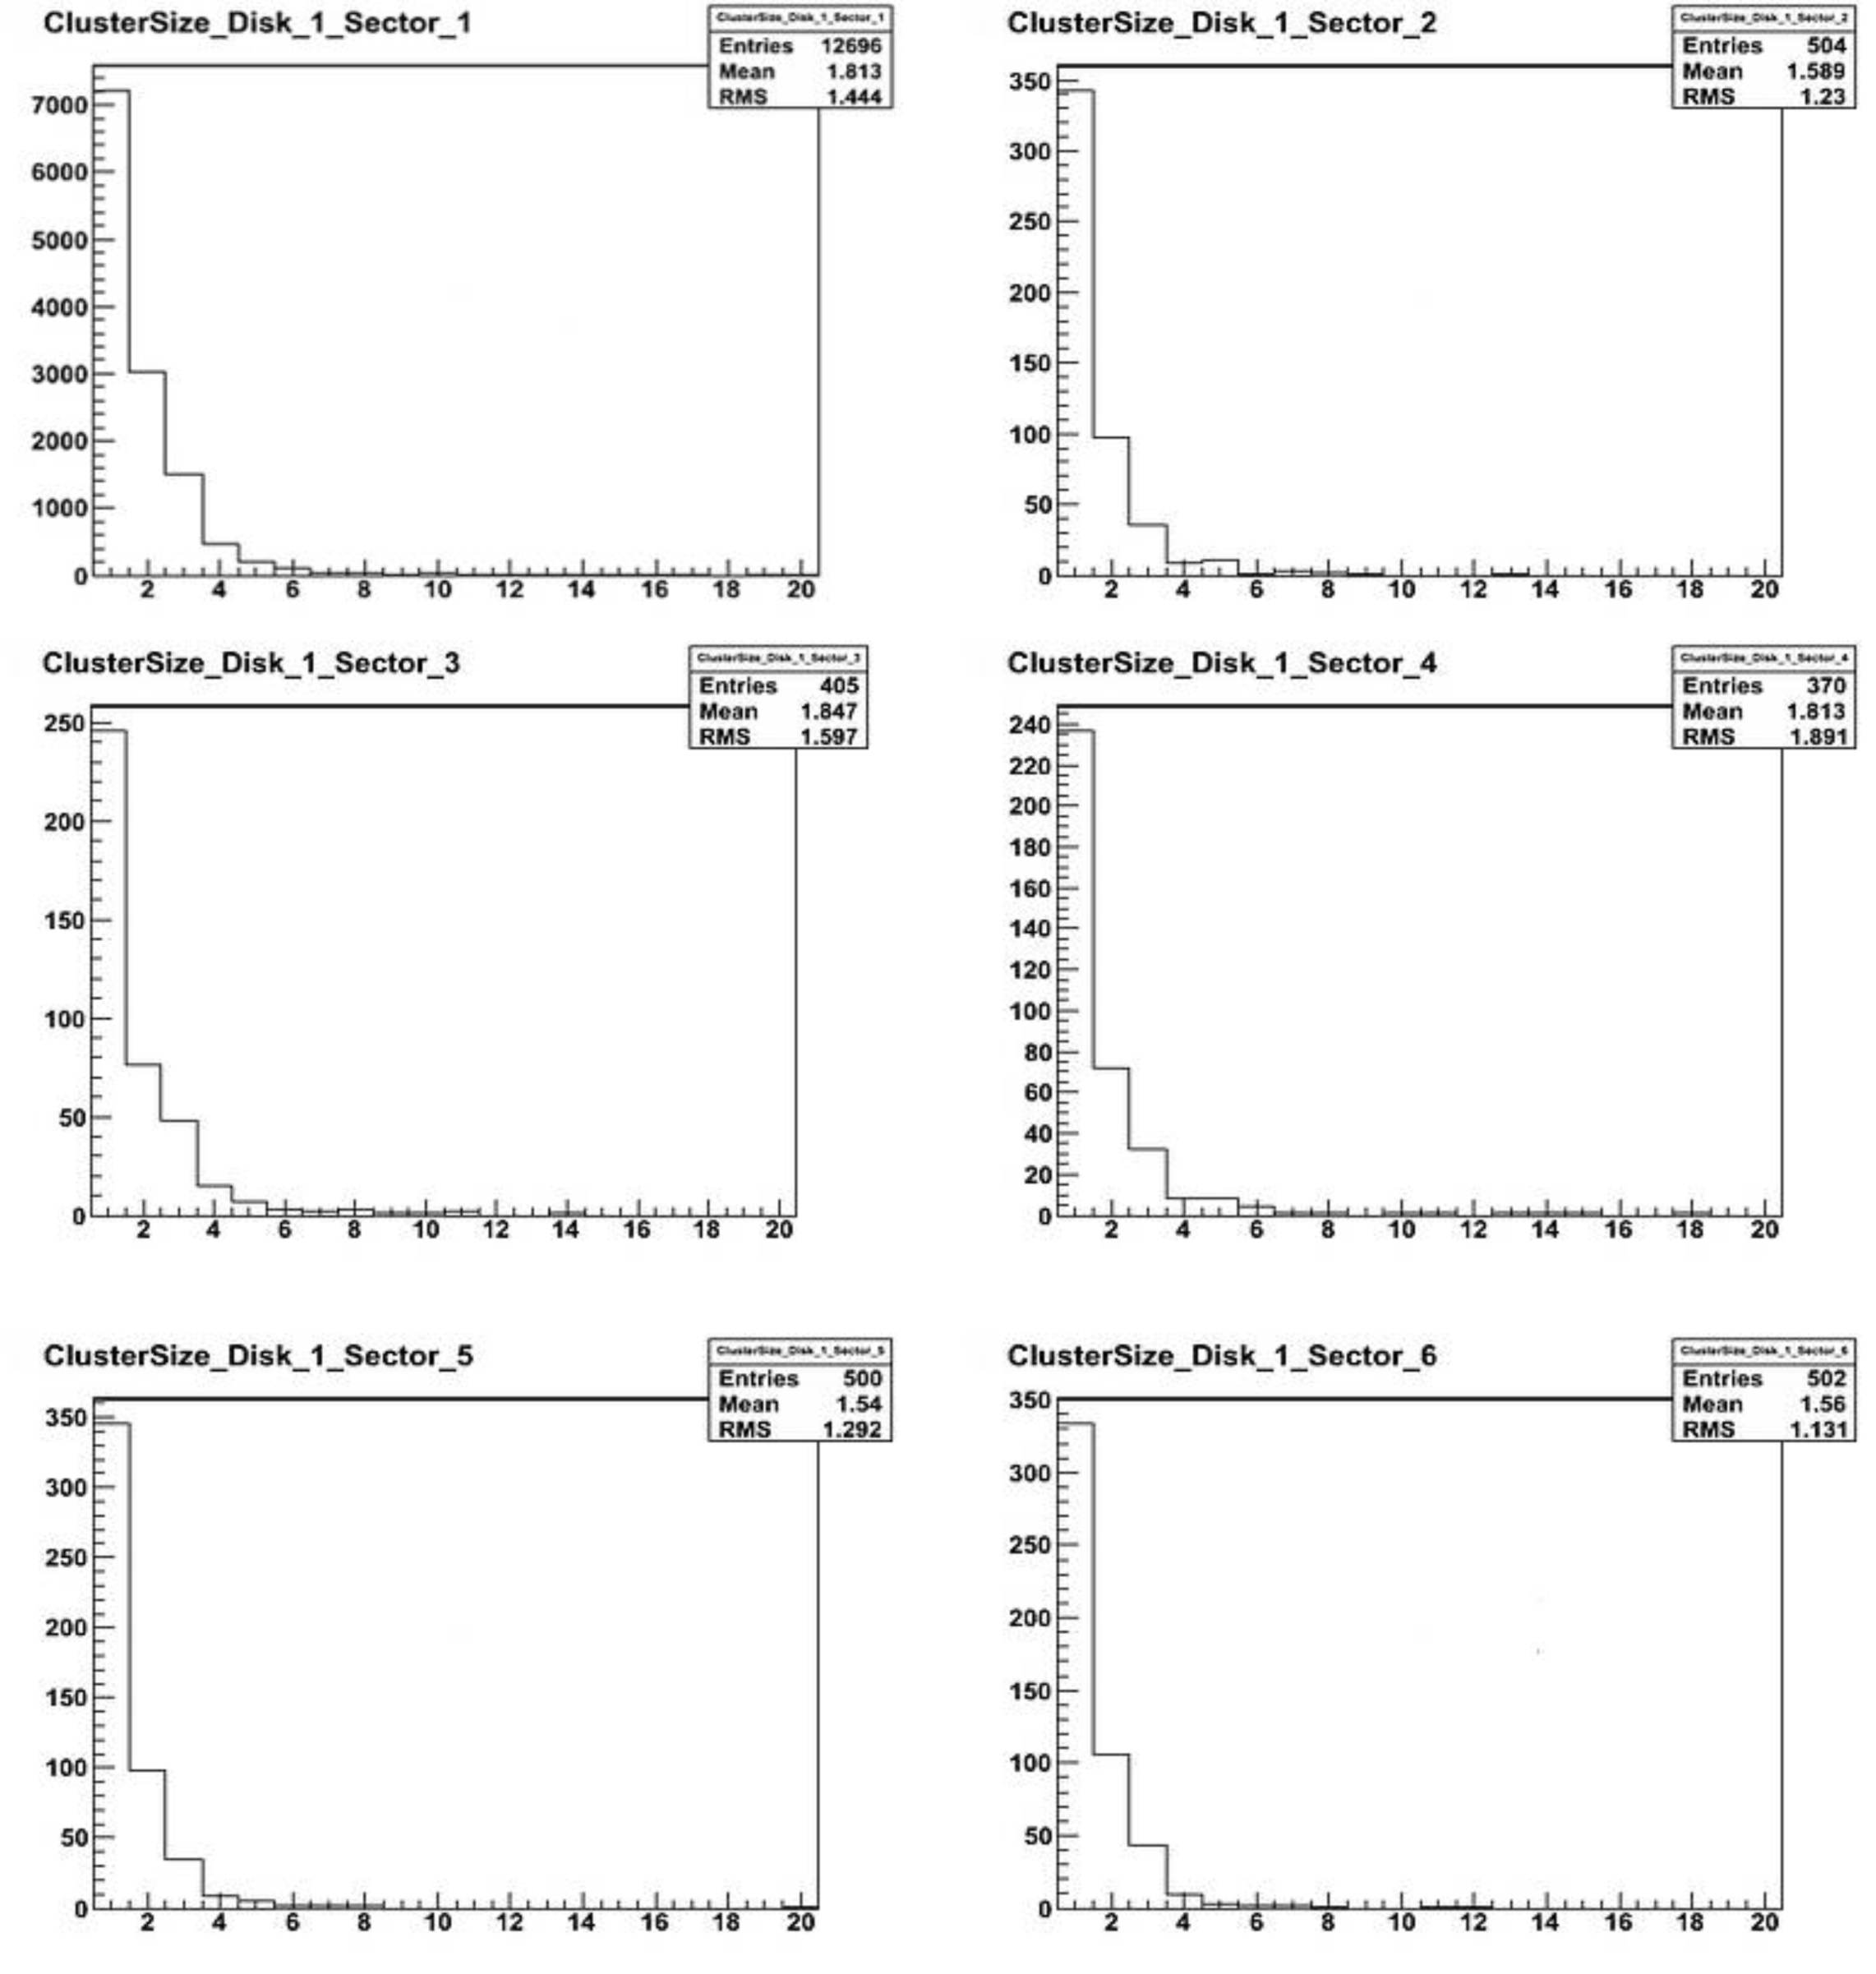 ClusterSize_Disk_1_Sector_1
ClusterSize_Disk_1_Sector_1
Entries 12696
Mean 1.813
RMS 1.444
7000
6000
5000
4000
3000
2000
1000
0
2 4 6 8 10 12 14 16 18 20
ClusterSize_Disk_1_Sector_2
ClusterSize_Disk_1_Sector_2
Entries 504
Mean 1.589
RMS 1.23
350
300
250
200
150
100
50
0
2 4 6 8 10 12 14 16 18 20
ClusterSize_Disk_1_Sector_3
ClusterSize_Disk_1_Sector_3
Entries 405
Mean 1.847
RMS 1.597
250
200
150
100
50
0
2 4 6 8 10 12 14 16 18 20
ClusterSize_Disk_1_Sector_4
ClusterSize_Disk_1_Sector_4
Entries 370
Mean 1.813
RMS 1.891
240
220
200
180
160
140
120
100
80
60
40
20
0
2 4 6 8 10 12 14 16 18 20
ClusterSize_Disk_1_Sector_5
ClusterSize_Disk_1_Sector_5
Entries 500
Mean 1.54
RMS 1.292
350
300
250
200
150
100
50
0
2 4 6 8 10 12 14 16 18 20
ClusterSize_Disk_1_Sector_6
ClusterSize_Disk_1_Sector_6
Entries 502
Mean 1.56
RMS 1.131
350
300
250
200
150
100
50
0
2 4 6 8 10 12 14 16 18 20